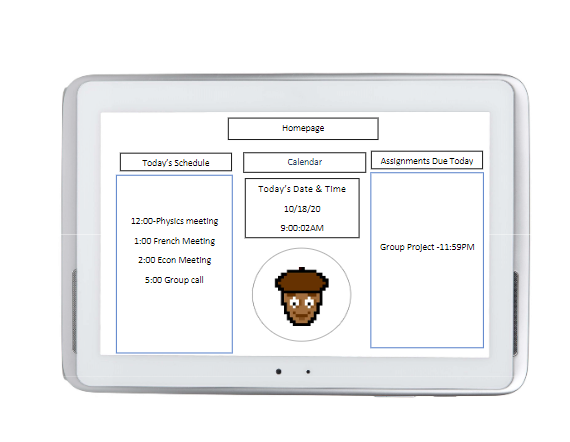 Homepage
Today's Schedule
Calendar
Assignments Due Today
Today's Date & Time
10/18/20
9:00:02AM
12:00-Physics meeting
1:00 French Meeting
2:00 Econ Meeting
5:00 Group call
Group Project -11:59PM